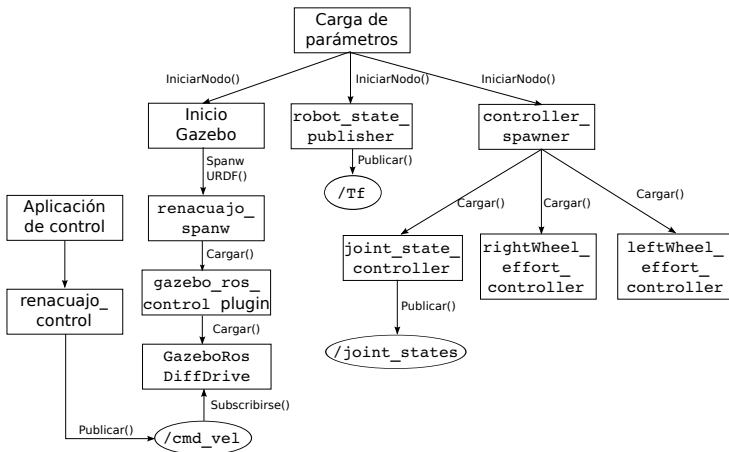 Carga de
parámetros
IniciarNodo()
IniciarNodo()
IniciarNodo()
Inicio
Gazebo
robot_state_
publisher
controller_
spawner
Spanw
URDF()
Publicar()
/Tf
Aplicación
de control
renacuajo_
spanw
Cargar()
Cargar()
Cargar()
joint_state_
controller
rightWheel_
effort_
controller
leftWheel_
effort_
controller
Cargar()
gazebo_ros_
control plugin
renacuajo_
control
Publicar()
Cargar()
/joint_states
GazeboRos
DiffDrive
Subscribirse()
Publicar()
/cmd_vel